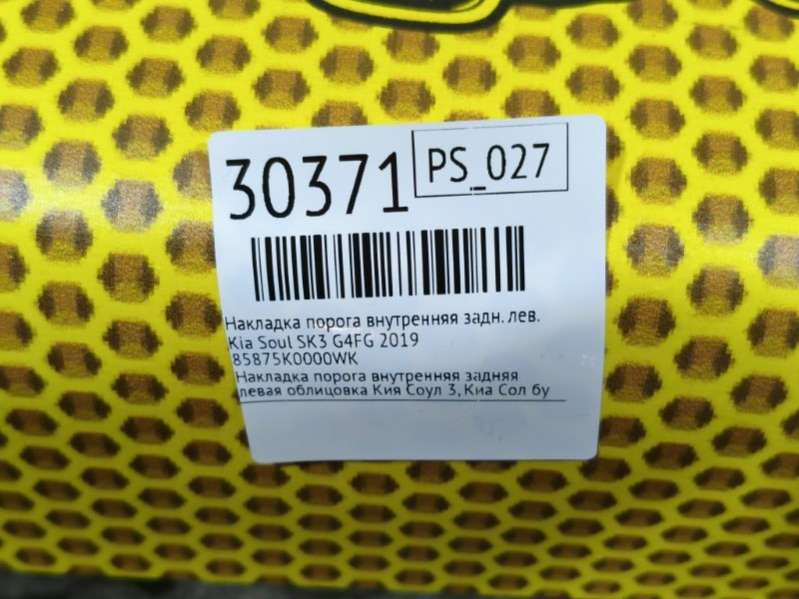 30371
PS_027
Накладка порога внутренняя задн. лев.
Kia Soul SK3 G4FG 2019
85875K0000WK
Накладка порога внутренняя задняя
левая облицовка Кия Соул 3, Киа Сол бу